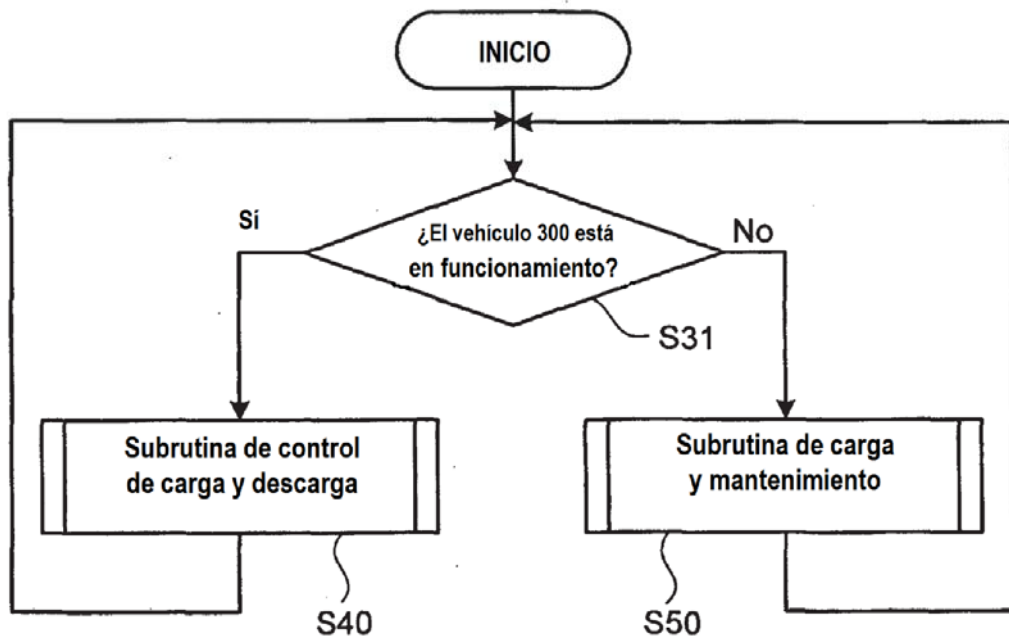 INICIO
Sí
¿El vehículo 300 está
en funcionamiento?
No
S31
Subrutina de control
de carga y descarga
Subrutina de carga
y mantenimiento
S40
S50